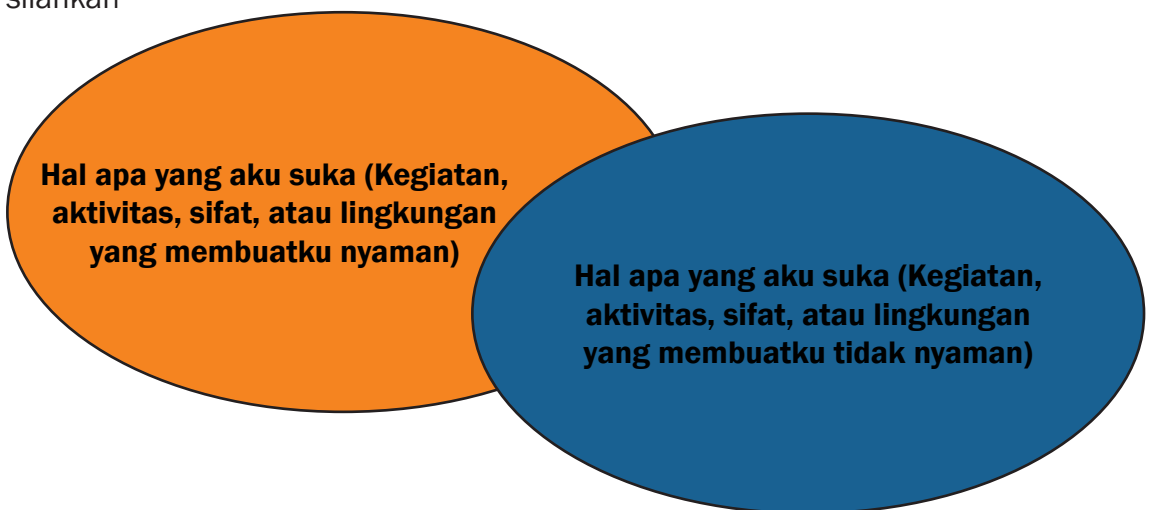 silahkan
Hal apa yang aku suka (Kegiatan,
aktivitas, sifat, atau lingkungan
yang membuatku nyaman)
Hal apa yang aku suka (Kegiatan,
aktivitas, sifat, atau lingkungan
yang membuatku tidak nyaman)